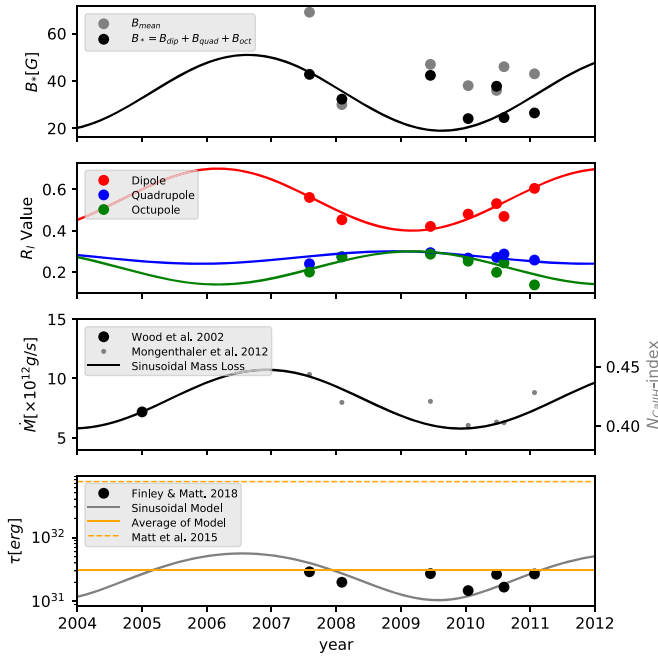 60
40
20
B_* [G]
B_mean
B_* = B_dip + B_quad + B_oct
0.6
0.4
0.2
R_l Value
Dipole
Quadrupole
Octupole
15
10
5
Ṁ[×10^12 g/s]
Wood et al. 2002
Mongenthaler et al. 2012
Sinusoidal Mass Loss
0.45
0.40
N_CaIIH-index
10^32
10^31
τ[erg]
Finley & Matt. 2018
Sinusoidal Model
Average of Model
Matt et al. 2015
2004 2005 2006 2007 2008 2009 2010 2011 2012
year